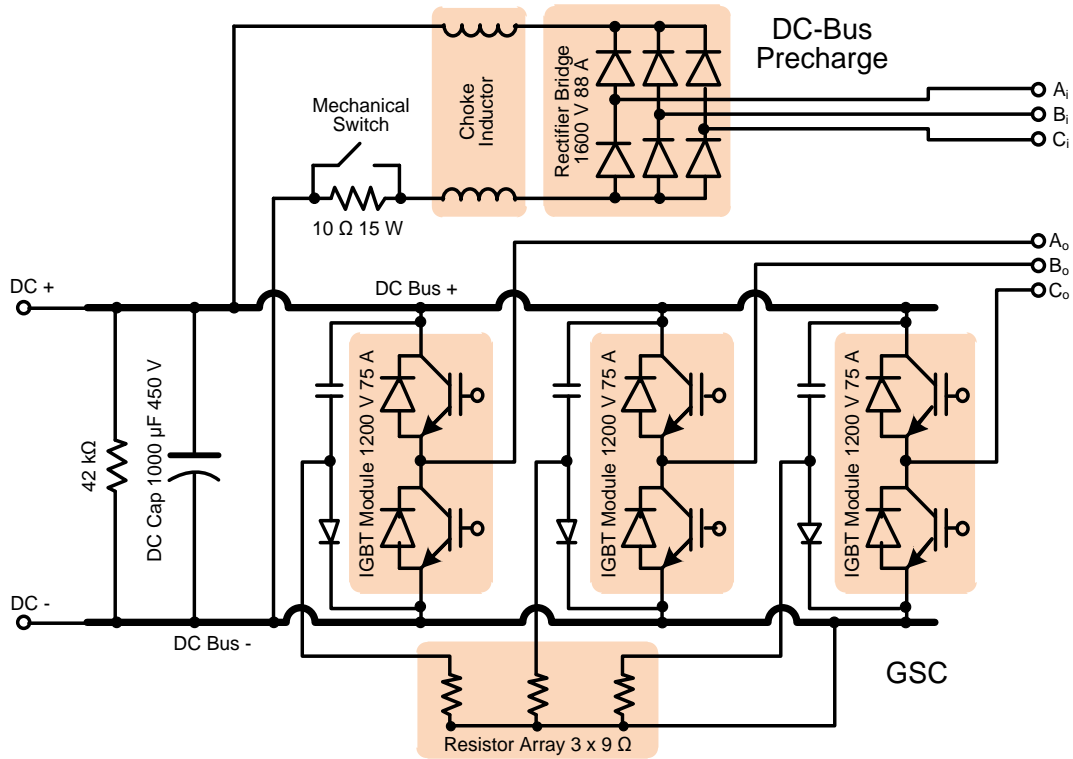 DC-Bus
Precharge
Rectifier Bridge
1600 V 88 A
Choke
Inductor
Mechanical
Switch
10 Ω 15 W
Ai
Bi
Ci
Ao
Bo
Co
DC +
DC Bus +
42 kΩ
DC Cap 1000 µF 450 V
IGBT Module 1200 V 75 A
IGBT Module 1200 V 75 A
IGBT Module 1200 V 75 A
DC -
DC Bus -
GSC
Resistor Array 3 x 9 Ω